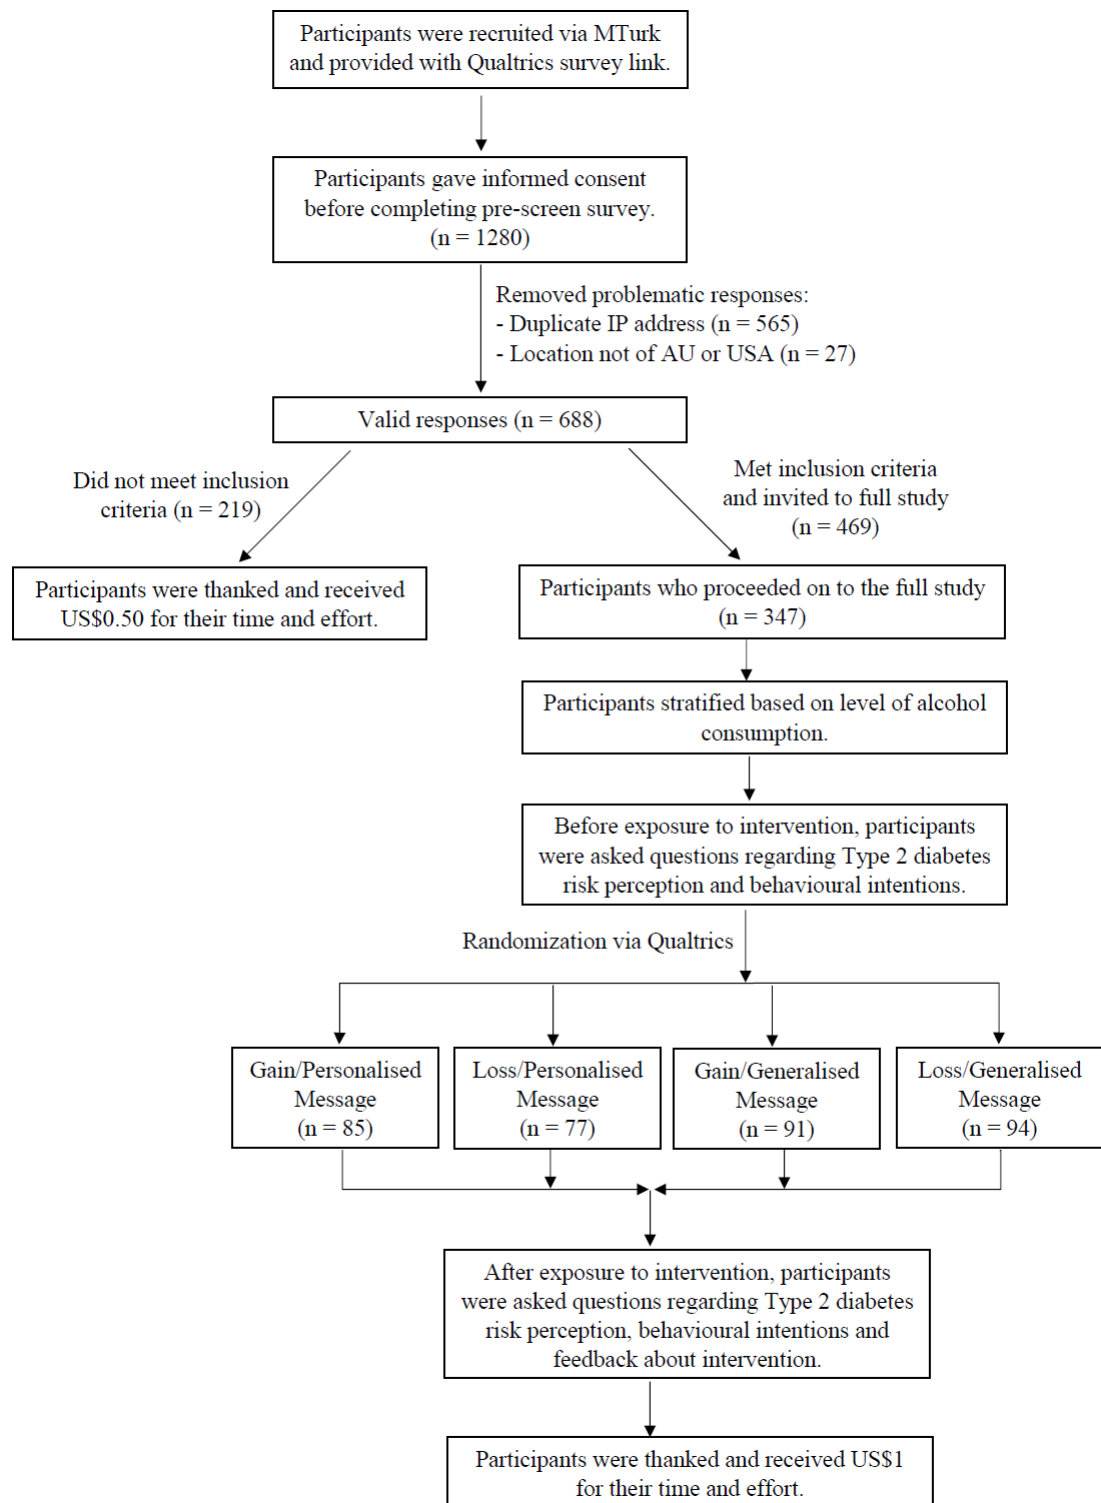 Participants were recruited via MTurk
and provided with Qualtrics survey link.
Participants gave informed consent
before completing pre-screen survey.
(n = 1280)
Removed problematic responses:
- Duplicate IP address (n = 565)
- Location not of AU or USA (n = 27)
Valid responses (n = 688)
Did not meet inclusion
criteria (n = 219)
Met inclusion criteria
and invited to full study
(n = 469)
Participants were thanked and received
US$0.50 for their time and effort.
Participants who proceeded on to the full study
(n = 347)
Participants stratified based on level of alcohol
consumption.
Before exposure to intervention, participants
were asked questions regarding Type 2 diabetes
risk perception and behavioural intentions.
Randomization via Qualtrics
Gain/Personalised
Message
(n = 85)
Loss/Personalised
Message
(n = 77)
Gain/Generalised
Message
(n = 91)
Loss/Generalised
Message
(n = 94)
After exposure to intervention, participants
were asked questions regarding Type 2 diabetes
risk perception, behavioural intentions and
feedback about intervention.
Participants were thanked and received US$1
for their time and effort.